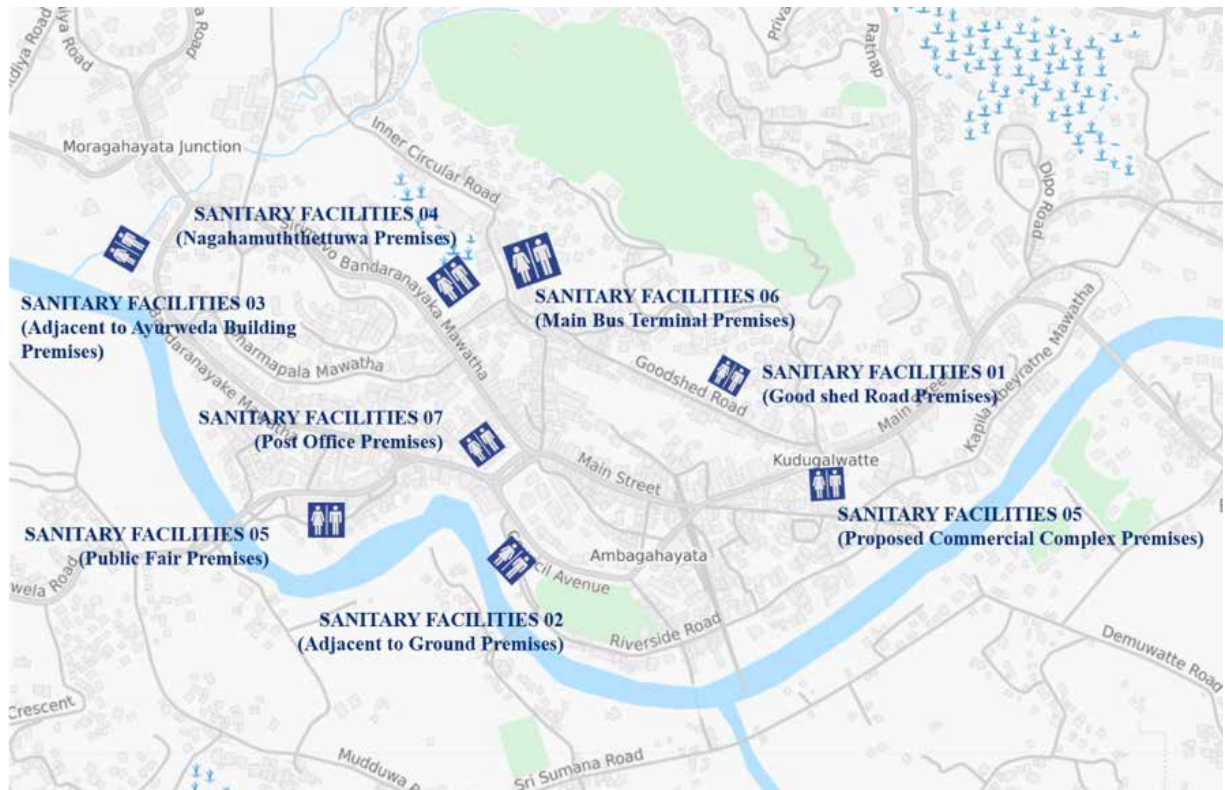 Moragahayata Junction
Inner Circular Road
Ratnap
Dipo Road
SANITARY FACILITIES 04
(Nagahamuththettuwa Premises)
Bandaranayaka Mawatha
SANITARY FACILITIES 03
(Adjacent to Ayurweda Building
Premises)
SANITARY FACILITIES 06
(Main Bus Terminal Premises)
Dharmapala Mawatha
Goodshed Road
SANITARY FACILITIES 01
(Good shed Road Premises)
Main Street
Kapila Abeyratne Mawatha
Bandaranayake Mawatha
SANITARY FACILITIES 07
(Post Office Premises)
Main Street
Kudugalwatte
SANITARY FACILITIES 05
(Public Fair Premises)
SANITARY FACILITIES 05
(Proposed Commercial Complex Premises)
Ambagahayata
Council Avenue
SANITARY FACILITIES 02
(Adjacent to Ground Premises)
Riverside Road
wela Road
Demuwatte Road
Crescent
Mudduwa
Sri Sumana Road